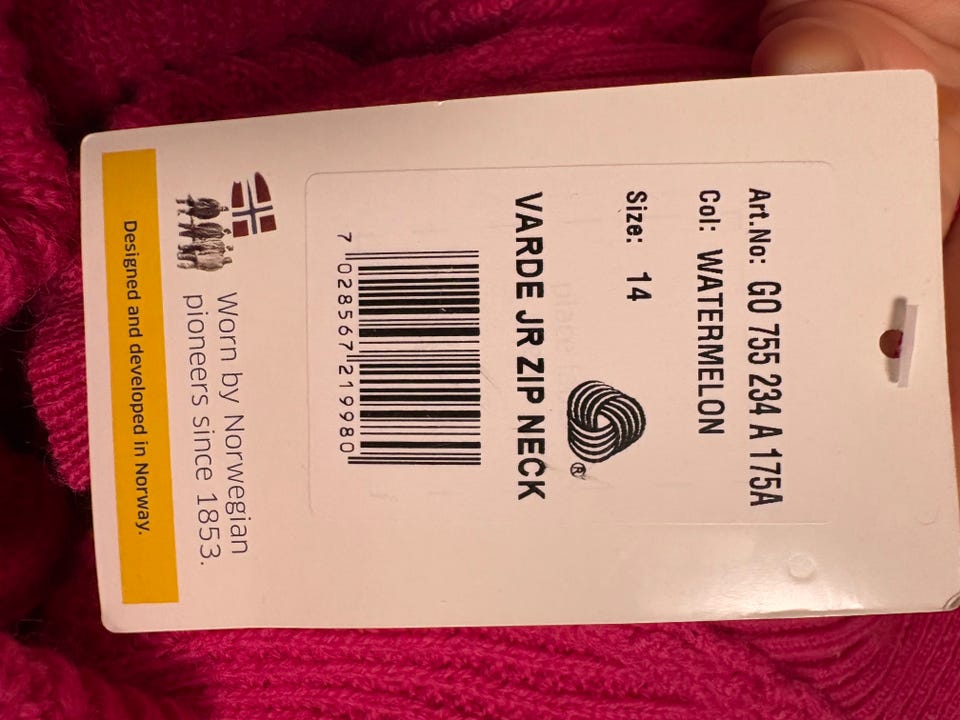 Art.No: GO 755 234 A 175A
Col: WATERMELON
Size: 14
®
VARDE JR ZIP NECK
7 028567 219980
Worn by Norwegian
pioneers since 1853.
Designed and developed in Norway.